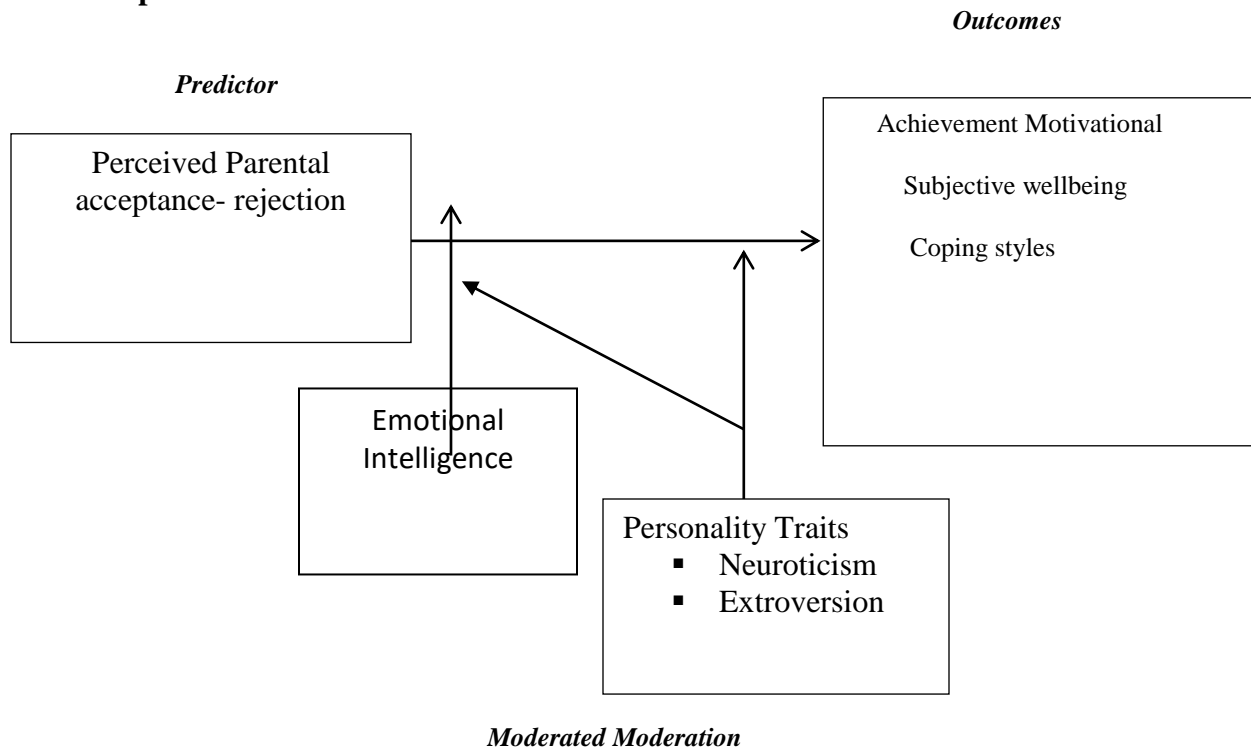 Outcomes
Predictor
Perceived Parental
acceptance- rejection
Achievement Motivational
Subjective wellbeing
Coping styles
Emotional
Intelligence
Personality Traits
▪ Neuroticism
▪ Extroversion
Moderated Moderation